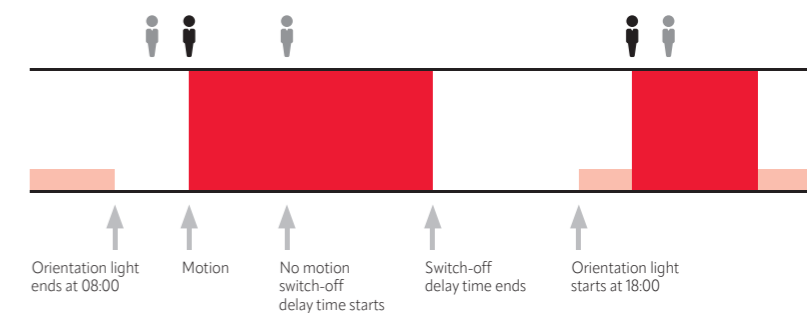 Orientation light
ends at 08:00
Motion
No motion
switch-off
delay time starts
Switch-off
delay time ends
Orientation light
starts at 18:00